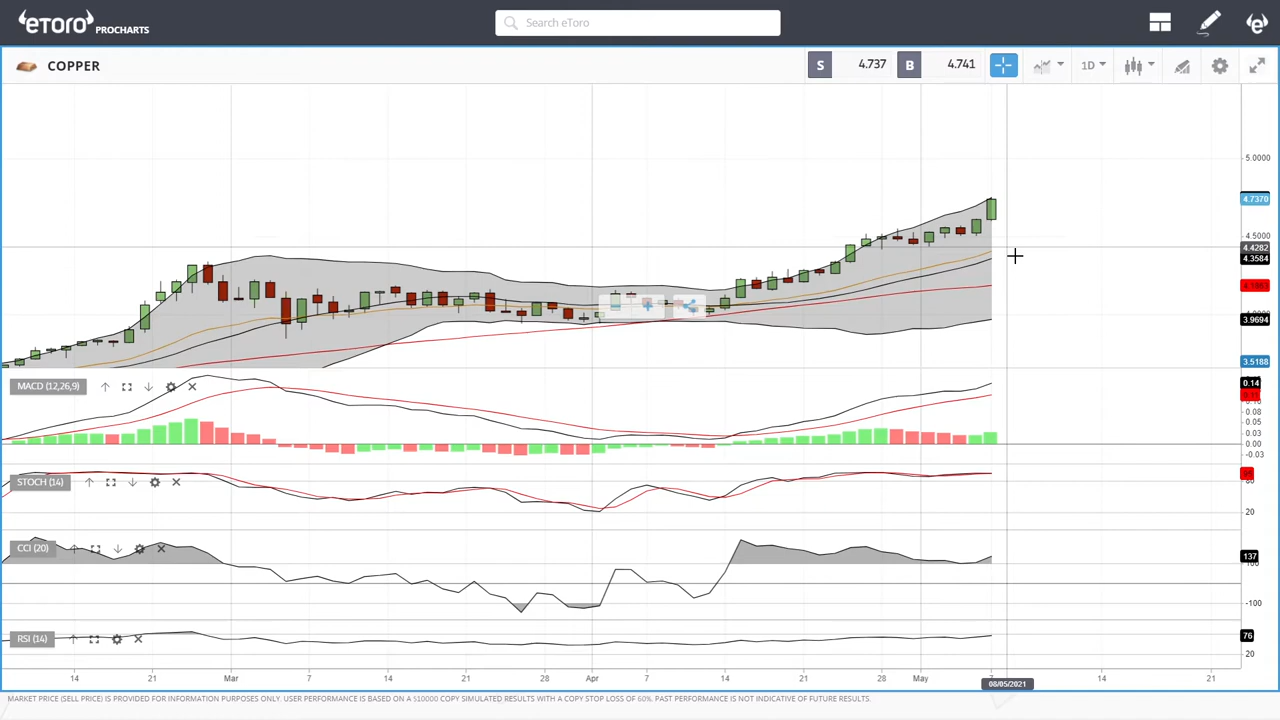 eToro PROCHARTS
Search eToro
COPPER
S 4.737 B 4.741
1D
5.0000
4.7370
4.5000
4.4282
4.3584
3.9694
3.5188
MACD (12,26,9)
0.14
0.08
0.05
0.03
0.00
-0.03
STOCH (14)
20
CCI (20)
137
-100
RSI (14)
76
20
14 21 Mar 7 14 21 28 Apr 7 14 21 28 May 14 21
08/05/2021
MARKET PRICE (SELL PRICE) IS PROVIDED FOR INFORMATION PURPOSES ONLY. USER PERFORMANCE IS BASED ON A $10000 COPY SIMULATED RESULTS WITH A COPY STOP LOSS OF 60%. PAST PERFORMANCE IS NOT INDICATIVE OF FUTURE RESULTS.